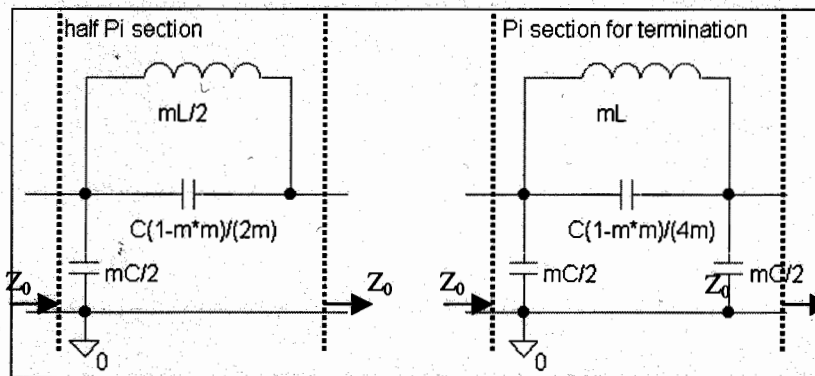 half Pi section
mL/2
C(1-m*m)/(2m)
mC/2
Z₀
Z₀
0
Pi section for termination
mL
C(1-m*m)/(4m)
mC/2
mC/2
Z₀
Z₀
0